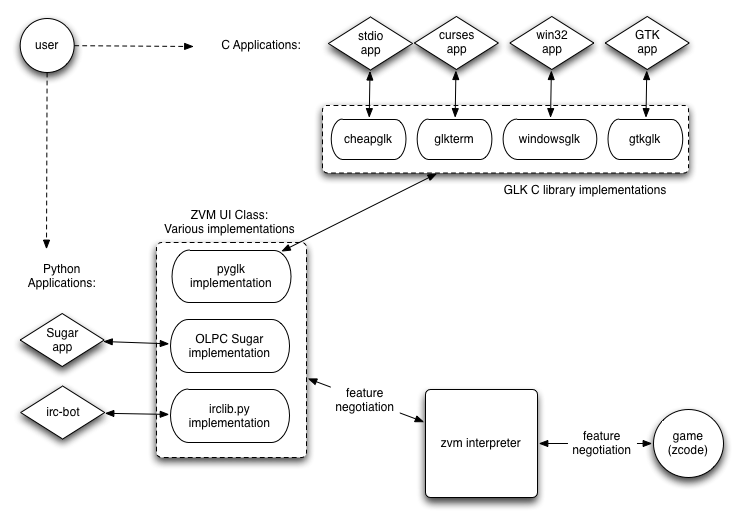 user
C Applications:
stdio
app
curses
app
win32
app
GTK
app
cheapglk
glkterm
windowsglk
gtkglk
GLK C library implementations
ZVM UI Class:
Various implementations
pyglk
implementation
Python
Applications:
Sugar
app
OLPC Sugar
implementation
irc-bot
irclib.py
implementation
feature
negotiation
zvm interpreter
feature
negotiation
game
(zcode)